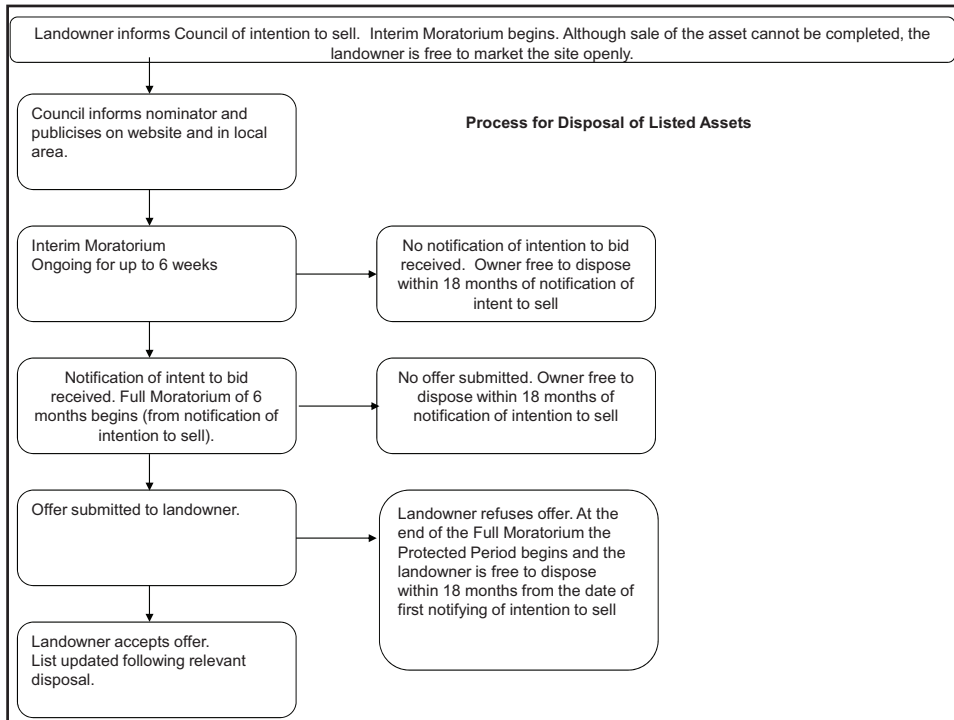 Landowner informs Council of intention to sell.  Interim Moratorium begins. Although sale of the asset cannot be completed, the
landowner is free to market the site openly.
Process for Disposal of Listed Assets
Council informs nominator and
publicises on website and in local
area.
Interim Moratorium
Ongoing for up to 6 weeks
No notification of intention to bid
received.  Owner free to dispose
within 18 months of notification of
intent to sell
Notification of intent to bid
received. Full Moratorium of 6
months begins (from notification of
intention to sell).
No offer submitted. Owner free to
dispose within 18 months of
notification of intention to sell
Offer submitted to landowner.
Landowner refuses offer. At the
end of the Full Moratorium the
Protected Period begins and the
landowner is free to dispose
within 18 months from the date of
first notifying of intention to sell
Landowner accepts offer.
List updated following relevant
disposal.